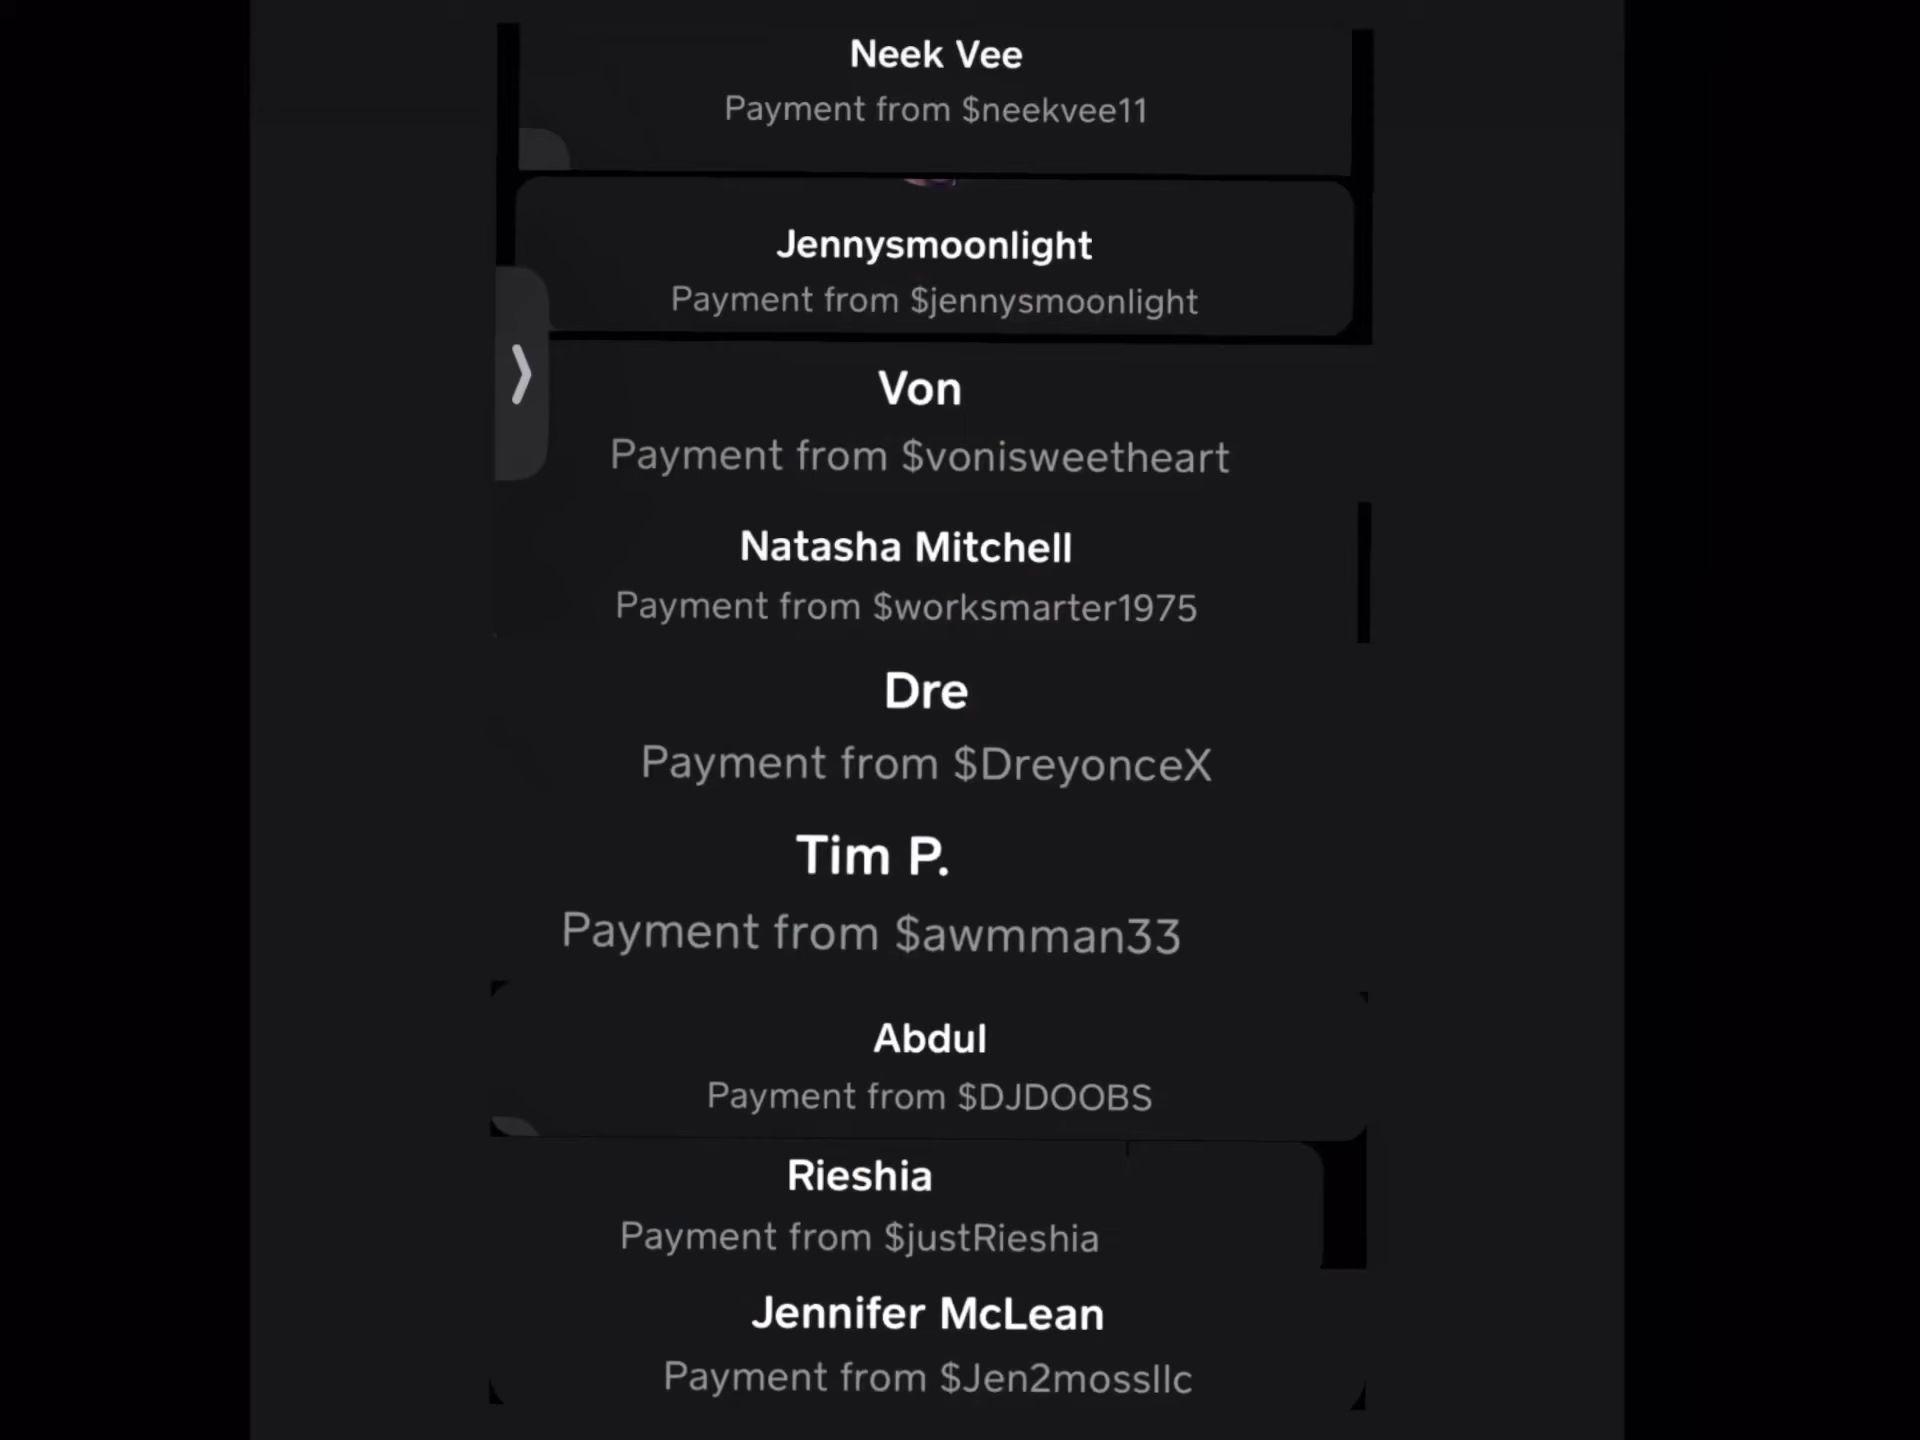 Neek Vee
Payment from $neekvee11
Jennysmoonlight
Payment from $jennysmoonlight
Von
Payment from $vonisweetheart
Natasha Mitchell
Payment from $worksmarter1975
Dre
Payment from $DreyonceX
Tim P.
Payment from $awmman33
Abdul
Payment from $DJDOOBS
Rieshia
Payment from $justRieshia
Jennifer McLean
Payment from $Jen2mossllc